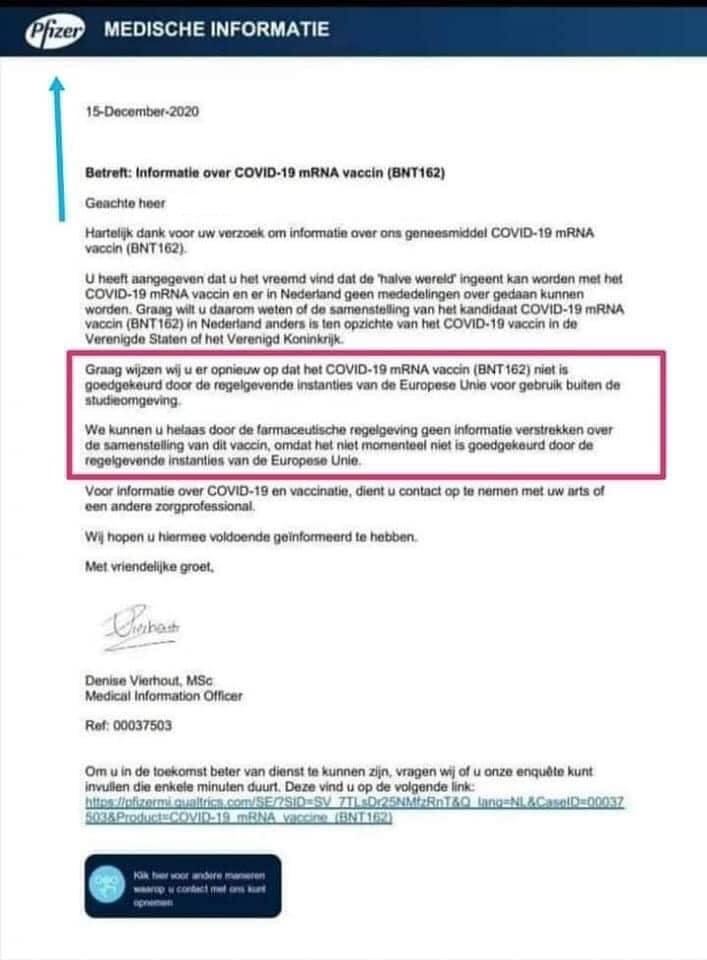 Pfizer MEDISCHE INFORMATIE
15-December-2020
Betreft: Informatie over COVID-19 mRNA vaccin (BNT162)
Geachte heer
Hartelijk dank voor uw verzoek om informatie over ons geneesmiddel COVID-19 mRNA
vaccin (BNT162).
U heeft aangegeven dat u het vreemd vind dat de 'halve wereld' ingeent kan worden met het
COVID-19 mRNA vaccin en er in Nederland geen mededelingen over gedaan kunnen
worden. Graag wilt u daarom weten of de samenstelling van het kandidaat COVID-19 mRNA
vaccin (BNT162) in Nederland anders is ten opzichte van het COVID-19 vaccin in de
Verenigde Staten of het Verenigd Koninkrijk.
Graag wijzen wij u er opnieuw op dat het COVID-19 mRNA vaccin (BNT162) niet is
goedgekeurd door de regelgevende instanties van de Europese Unie voor gebruik buiten de
studieomgeving.
We kunnen u helaas door de farmaceutische regelgeving geen informatie verstrekken over
de samenstelling van dit vaccin, omdat het niet momenteel niet is goedgekeurd door de
regelgevende instanties van de Europese Unie.
Voor informatie over COVID-19 en vaccinatie, dient u contact op te nemen met uw arts of
een andere zorgprofessional.
Wij hopen u hiermee voldoende geïnformeerd te hebben.
Met vriendelijke groet,
Denise Vierhout, MSc
Medical Information Officer
Ref: 00037503
Om u in de toekomst beter van dienst te kunnen zijn, vragen wij of u onze enquête kunt
invullen die enkele minuten duurt. Deze vind u op de volgende link:
https://pfizermi.qualtrics.com/SE/?SID=SV_7TLsDr25NMfzRnT&Q_lang=NL&CaseID=00037
503&Product=COVID-19_mRNA_vaccine_(BNT162)
Klik hier voor andere manieren
waarop u contact met ons kunt
opnemen